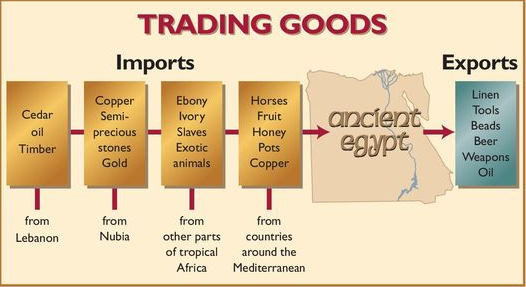 TRADING GOODS
Imports
Exports
Cedar
oil
Timber
Copper
Semi-
precious
stones
Gold
Ebony
Ivory
Slaves
Exotic
animals
Horses
Fruit
Honey
Pots
Copper
ancient
egypt
Linen
Tools
Beads
Beer
Weapons
Oil
from
Lebanon
from
Nubia
from
other parts
of tropical
Africa
from
countries
around the
Mediterranean